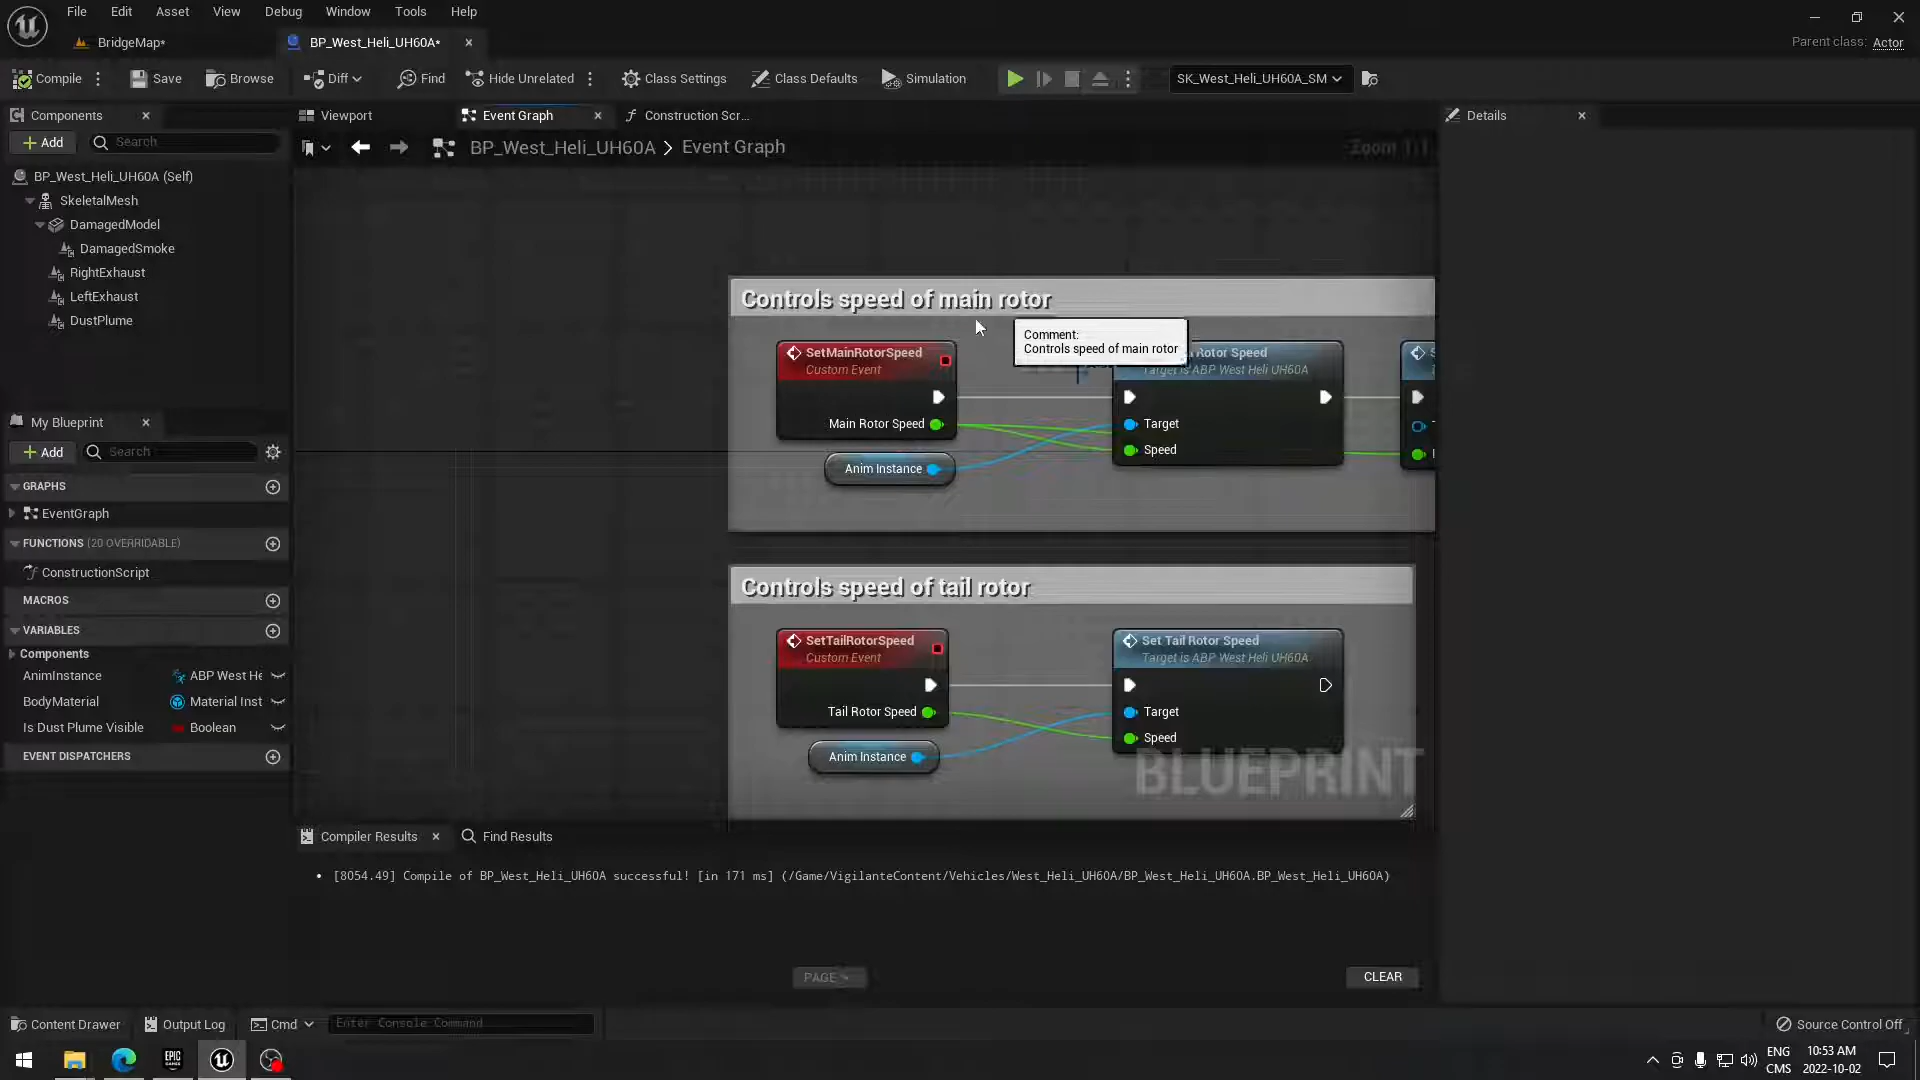 File Edit Asset View Debug Window Tools Help
BridgeMap*
BP_West_Heli_UH60A*
Parent class: Actor
Compile
Save
Browse
Diff
Find
Hide Unrelated
Class Settings
Class Defaults
Simulation
SK_West_Heli_UH60A_SM
Components
Viewport
Event Graph
Construction Scr...
Details
Add
Search
BP_West_Heli_UH60A > Event Graph
Zoom 1:1
BP_West_Heli_UH60A (Self)
SkeletalMesh
DamagedModel
DamagedSmoke
RightExhaust
LeftExhaust
DustPlume
Controls speed of main rotor
Comment:
Controls speed of main rotor
SetMainRotorSpeed
Custom Event
Rotor Speed
Target is ABP West Heli UH60A
Main Rotor Speed
Target
Speed
Anim Instance
My Blueprint
Add
Search
GRAPHS
EventGraph
FUNCTIONS (20 OVERRIDABLE)
ConstructionScript
MACROS
VARIABLES
Components
AnimInstance
ABP West He
BodyMaterial
Material Inst
Is Dust Plume Visible
Boolean
EVENT DISPATCHERS
Controls speed of tail rotor
SetTailRotorSpeed
Custom Event
Set Tail Rotor Speed
Target is ABP West Heli UH60A
Tail Rotor Speed
Target
Speed
Anim Instance
BLUEPRINT
Compiler Results
Find Results
[8054.49] Compile of BP_West_Heli_UH60A successful! [in 171 ms] (/Game/VigilanteContent/Vehicles/West_Heli_UH60A/BP_West_Heli_UH60A.BP_West_Heli_UH60A)
PAGE
CLEAR
Content Drawer
Output Log
Cmd
Enter Console Command
Source Control Off
EPIC
GAMES
ENG
CMS
10:53 AM
2022-10-02